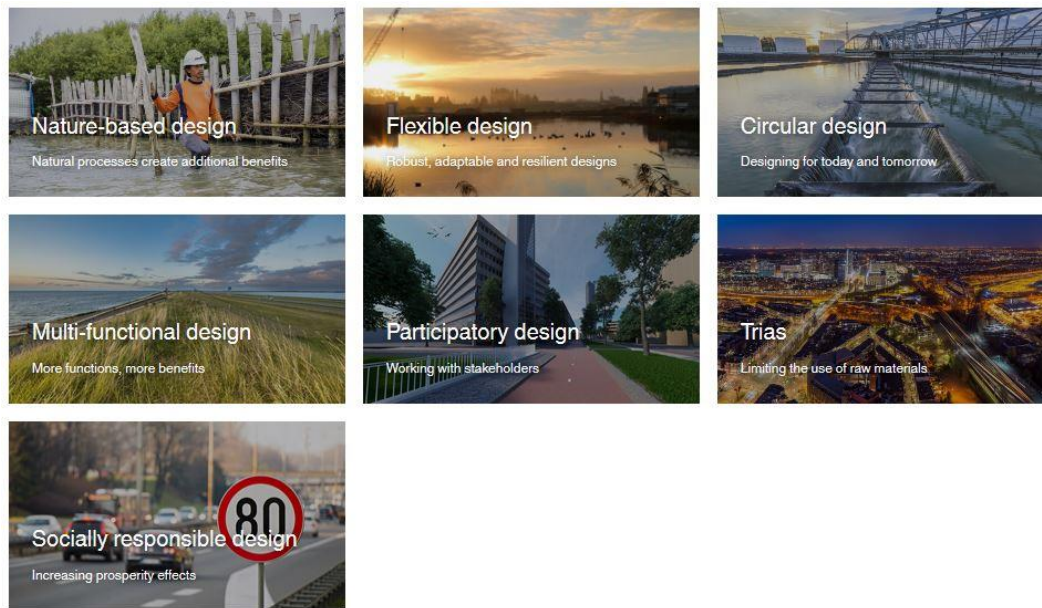 Nature-based design
Natural processes create additional benefits
Flexible design
Robust, adaptable and resilient designs
Circular design
Designing for today and tomorrow
Multi-functional design
More functions, more benefits
Participatory design
Working with stakeholders
Trias
Limiting the use of raw materials
80
Socially responsible design
Increasing prosperity effects